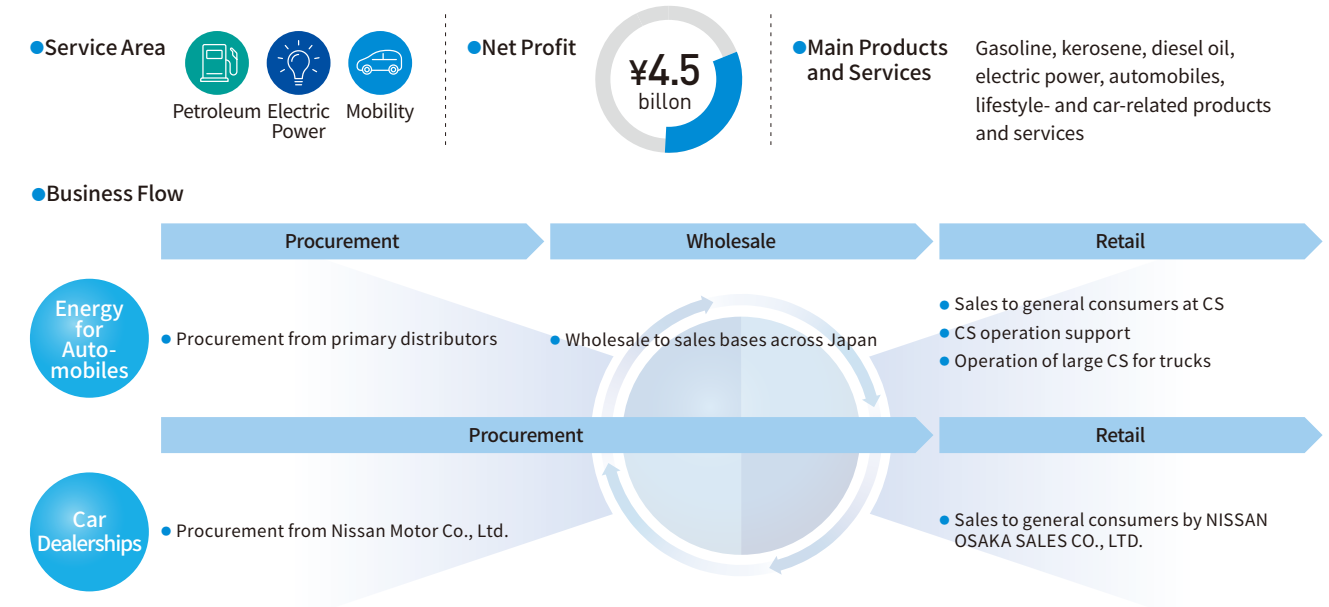 ●Service Area
Petroleum
Electric
Power
Mobility
●Net Profit
¥4.5
billon
●Main Products
and Services
Gasoline, kerosene, diesel oil,
electric power, automobiles,
lifestyle- and car-related products
and services
●Business Flow
Procurement
Wholesale
Retail
Energy
for
Auto-
mobiles
● Procurement from primary distributors
● Wholesale to sales bases across Japan
● Sales to general consumers at CS
● CS operation support
● Operation of large CS for trucks
Procurement
Retail
Car
Dealerships
● Procurement from Nissan Motor Co., Ltd.
● Sales to general consumers by NISSAN
OSAKA SALES CO., LTD.